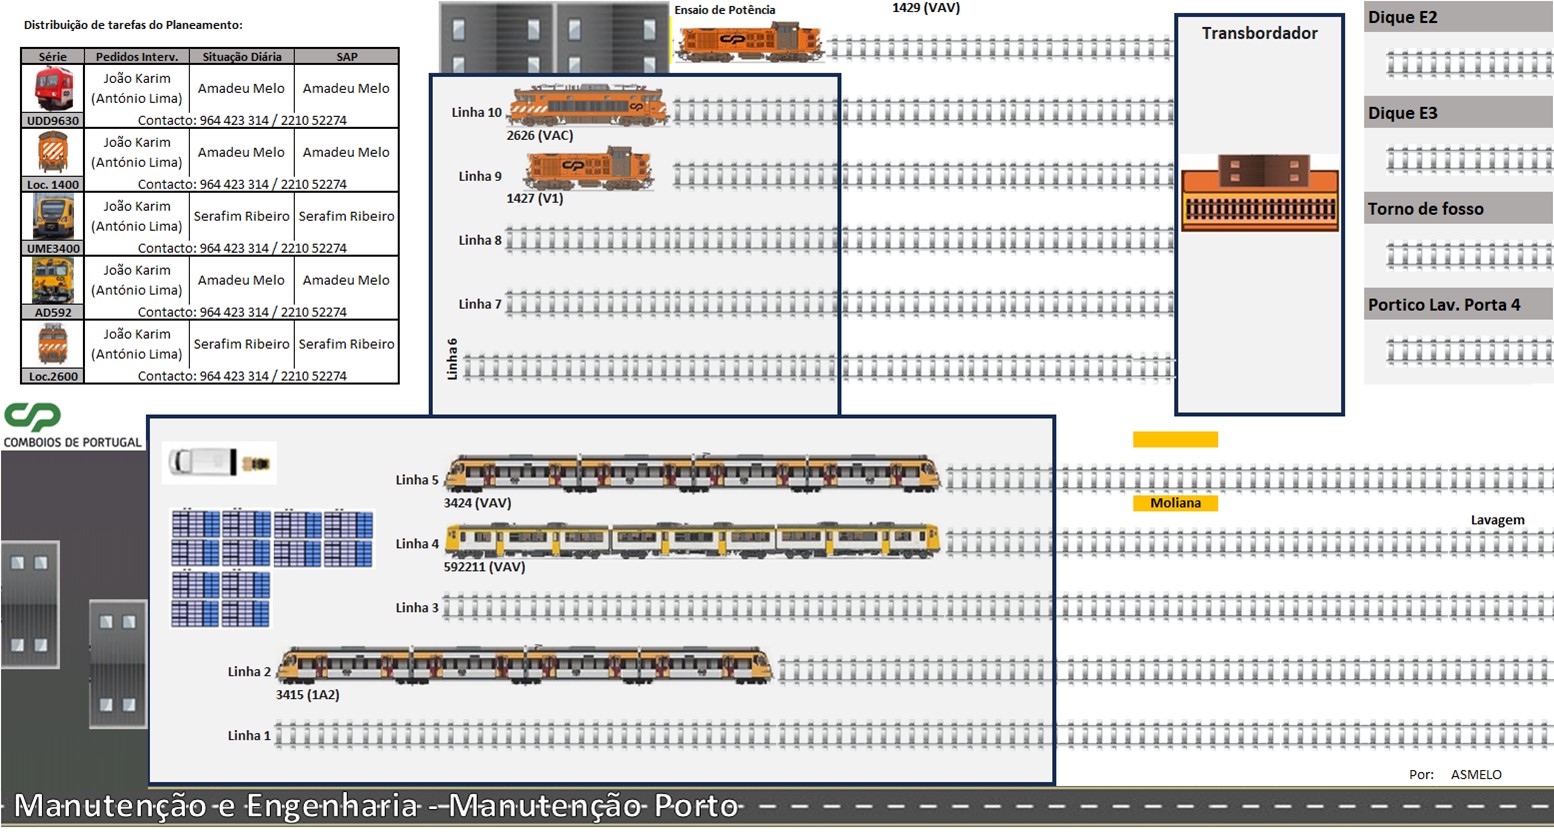 Distribuição de tarefas do Planeamento:
Série Pedidos Interv. Situação Diária SAP
UDD9630 João Karim (António Lima) Amadeu Melo Amadeu Melo
Contacto: 964 423 314 / 2210 52274
Loc. 1400 João Karim (António Lima) Amadeu Melo Amadeu Melo
Contacto: 964 423 314 / 2210 52274
UME3400 João Karim (António Lima) Serafim Ribeiro Serafim Ribeiro
Contacto: 964 423 314 / 2210 52274
AD592 João Karim (António Lima) Amadeu Melo Amadeu Melo
Contacto: 964 423 314 / 2210 52274
Loc.2600 João Karim (António Lima) Serafim Ribeiro Serafim Ribeiro
Contacto: 964 423 314 / 2210 52274
Ensaio de Potência
1429 (VAV)
Linha 10
2626 (VAC)
Linha 9
1427 (V1)
Linha 8
Linha 7
Linha 6
Transbordador
Dique E2
Dique E3
Torno de fosso
Portico Lav. Porta 4
CP
COMBOIOS DE PORTUGAL
Linha 5
3424 (VAV)
Moliana
Lavagem
Linha 4
592211 (VAV)
Linha 3
Linha 2
3415 (1A2)
Linha 1
Por: ASMELO
Manutenção e Engenharia - Manutenção Porto